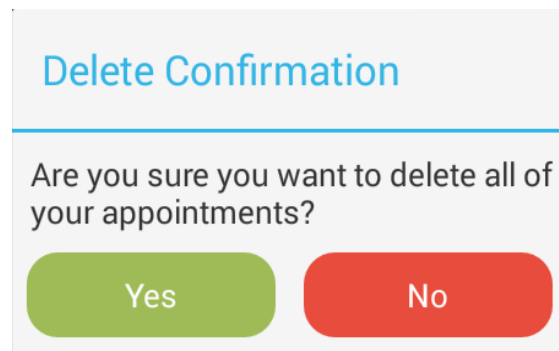 Delete Confirmation
Are you sure you want to delete all of
your appointments?
Yes
No